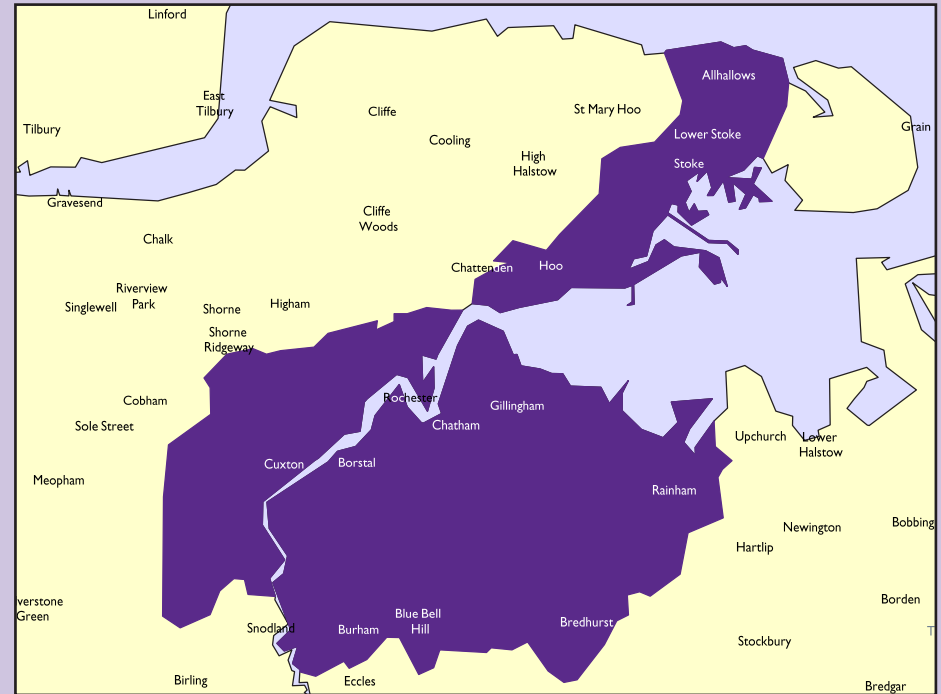 Linford
East
Tilbury
Tilbury
Allhallows
Cliffe
St Mary Hoo
Grain
Cooling
Lower Stoke
High
Halstow
Stoke
Gravesend
Cliffe
Woods
Chalk
Chattenden
Hoo
Riverview
Park
Singlewell
Shorne
Higham
Shorne
Ridgeway
Cobham
Rochester
Gillingham
Sole Street
Chatham
Upchurch
Lower
Halstow
Cuxton
Borstal
Meopham
Rainham
Newington
Bobbing
Hartlip
verstone
Green
Borden
Blue Bell
Hill
Snodland
Burham
Bredhurst
T
Stockbury
Birling
Eccles
Bredgar